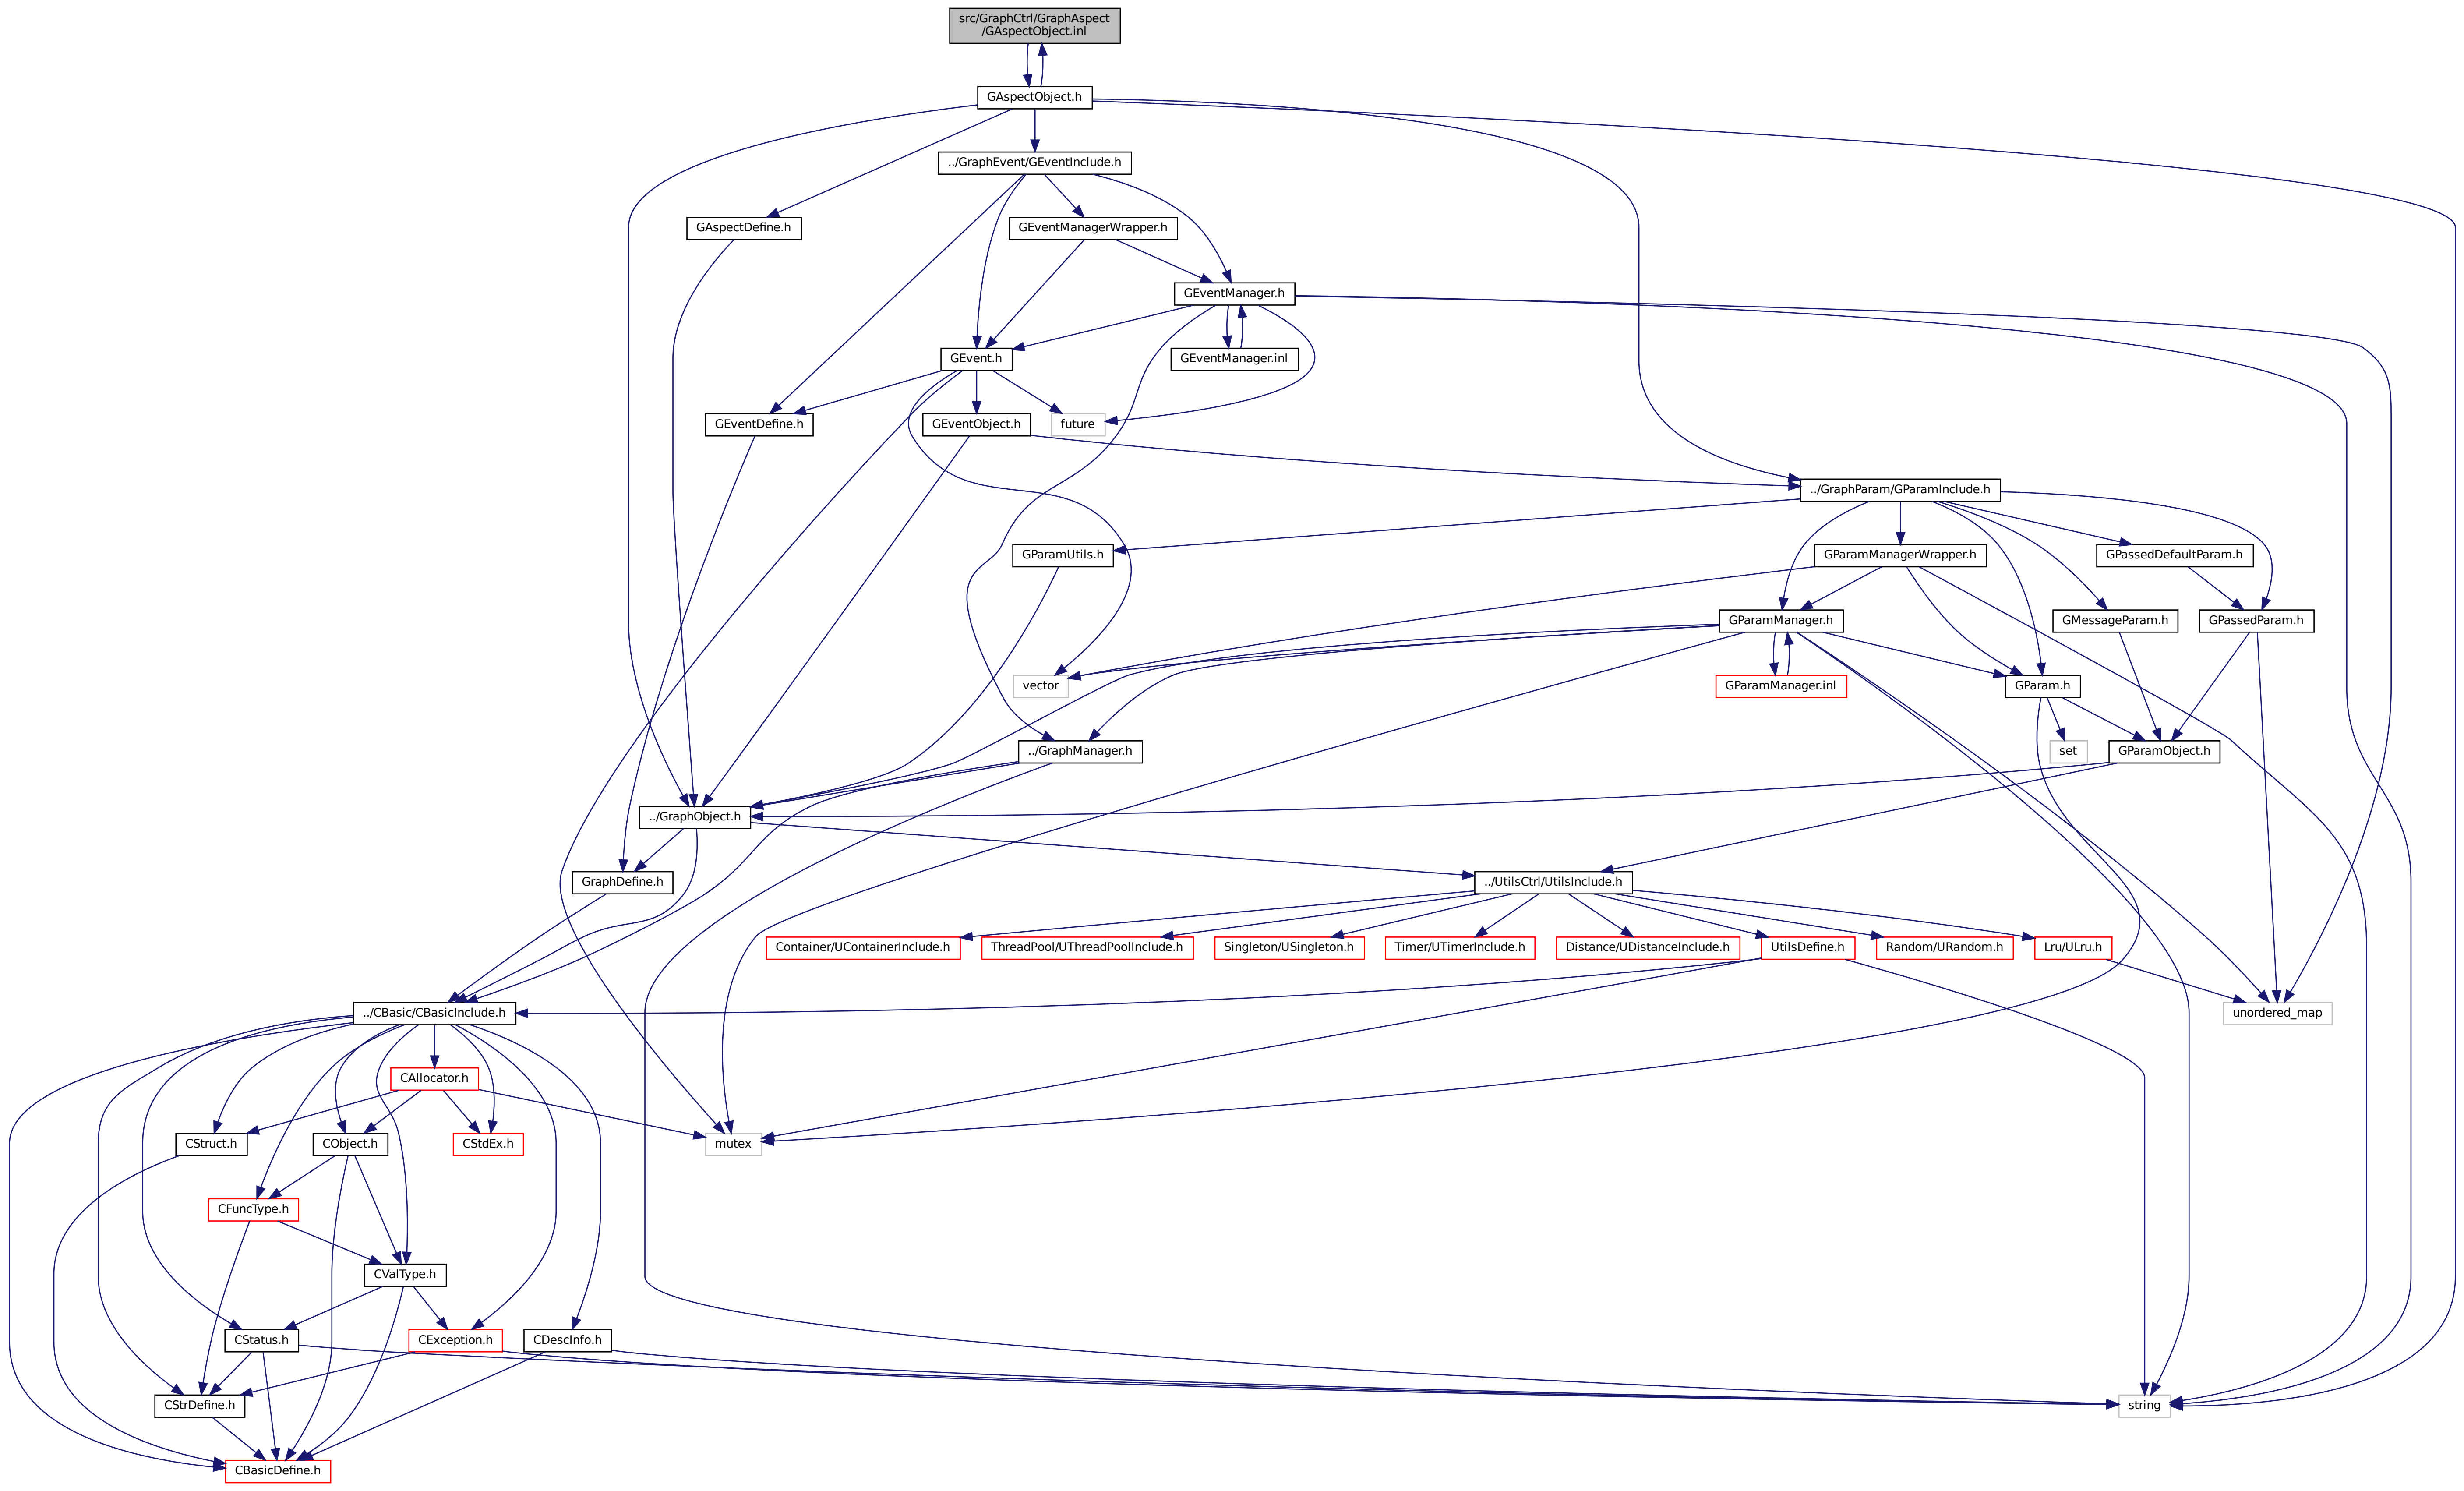 src/GraphCtrl/GraphAspect
/GAspectObject.inl
GAspectObject.h
../GraphEvent/GEventInclude.h
GAspectDefine.h
GEventManagerWrapper.h
GEventManager.h
GEvent.h
GEventManager.inl
GEventDefine.h
GEventObject.h
future
../GraphParam/GParamInclude.h
GParamUtils.h
GParamManagerWrapper.h
GPassedDefaultParam.h
GParamManager.h
GMessageParam.h
GPassedParam.h
vector
GParamManager.inl
GParam.h
../GraphManager.h
set
GParamObject.h
../GraphObject.h
GraphDefine.h
../UtilsCtrl/UtilsInclude.h
Container/UContainerInclude.h
ThreadPool/UThreadPoolInclude.h
Singleton/USingleton.h
Timer/UTimerInclude.h
Distance/UDistanceInclude.h
UtilsDefine.h
Random/URandom.h
Lru/ULru.h
../CBasic/CBasicInclude.h
unordered_map
CAllocator.h
CStruct.h
CObject.h
CStdEx.h
mutex
CFuncType.h
CValType.h
CStatus.h
CException.h
CDescInfo.h
CStrDefine.h
string
CBasicDefine.h